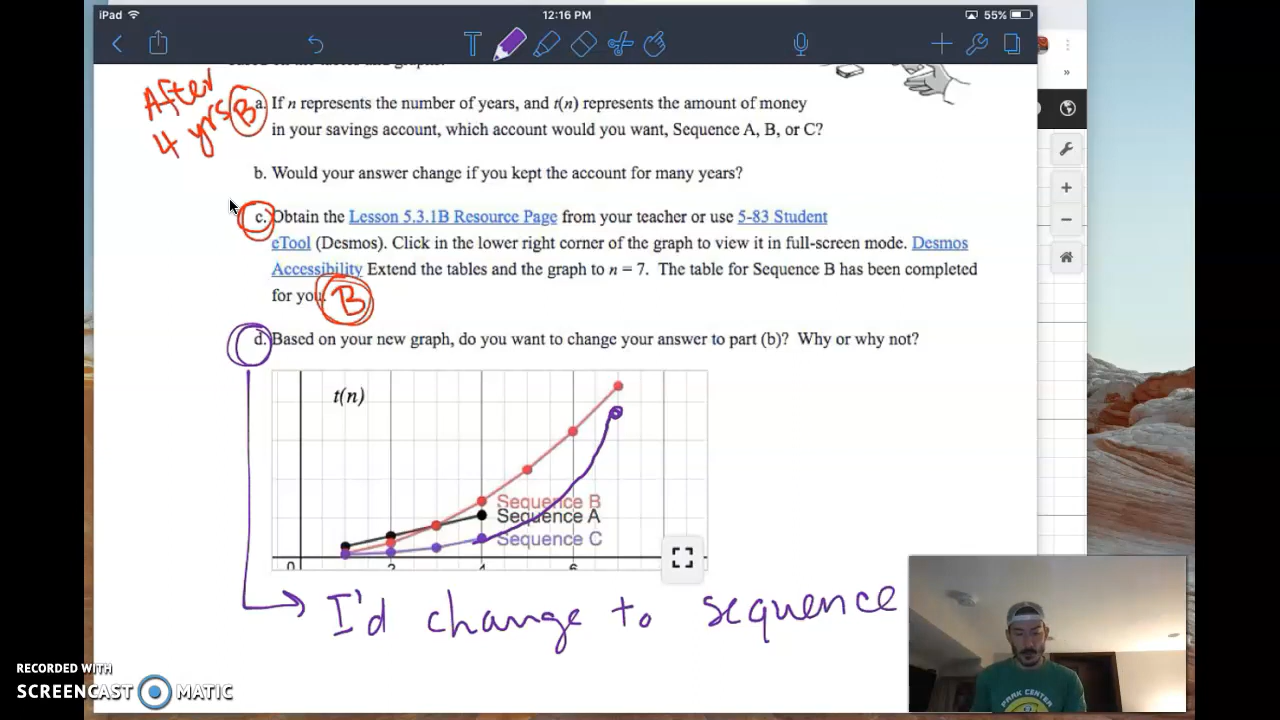 iPad
12:16 PM
55%
After
4 yrs
B
a. If n represents the number of years, and t(n) represents the amount of money
in your savings account, which account would you want, Sequence A, B, or C?
b. Would your answer change if you kept the account for many years?
c. Obtain the Lesson 5.3.1B Resource Page from your teacher or use 5-83 Student
eTool (Desmos). Click in the lower right corner of the graph to view it in full-screen mode. Desmos
Accessibility Extend the tables and the graph to n = 7. The table for Sequence B has been completed
for you
B
d. Based on your new graph, do you want to change your answer to part (b)? Why or why not?
t(n)
Sequence B
Sequence A
Sequence C
0 2 4 6
I'd change to sequence
PARK CENTER
RECORDED WITH
SCREENCAST MATIC